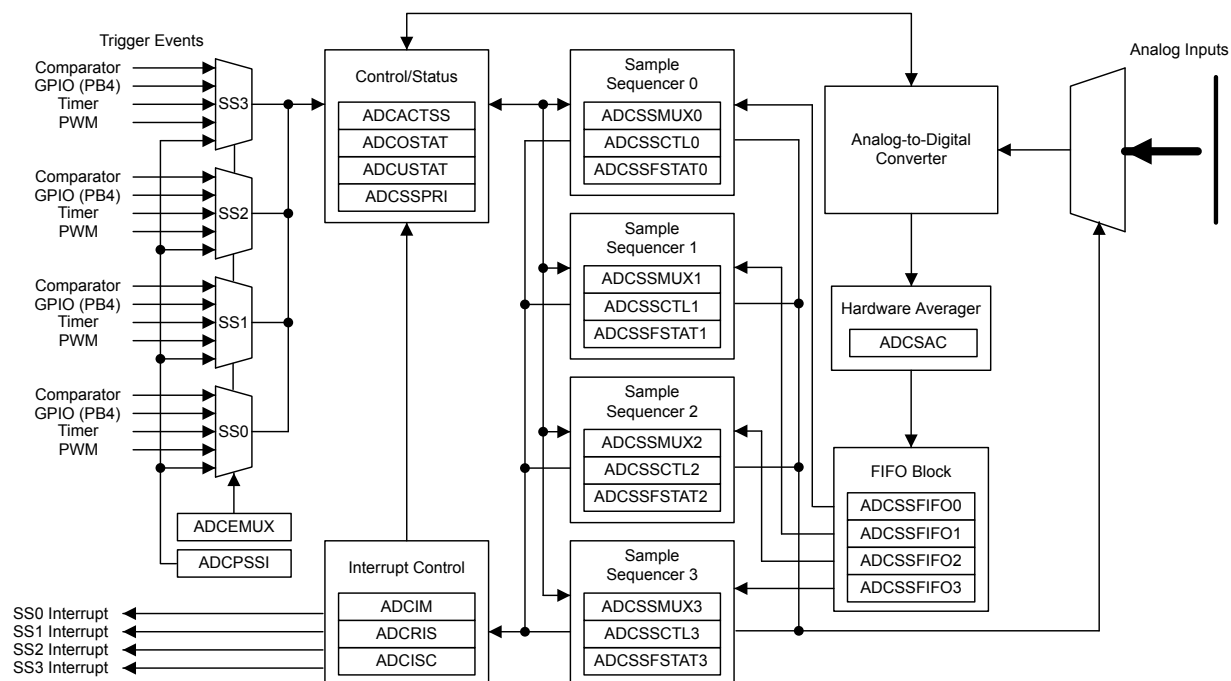 Trigger Events
Comparator
GPIO (PB4)
Timer
PWM
SS3
Comparator
GPIO (PB4)
Timer
PWM
SS2
Comparator
GPIO (PB4)
Timer
PWM
SS1
Comparator
GPIO (PB4)
Timer
PWM
SS0
ADCEMUX
ADCPSSI
SS0 Interrupt
SS1 Interrupt
SS2 Interrupt
SS3 Interrupt
Control/Status
ADCACTSS
ADCOSTAT
ADCUSTAT
ADCSSPRI
Interrupt Control
ADCIM
ADCRIS
ADCISC
Sample
Sequencer 0
ADCSSMUX0
ADCSSCTL0
ADCSSFSTAT0
Sample
Sequencer 1
ADCSSMUX1
ADCSSCTL1
ADCSSFSTAT1
Sample
Sequencer 2
ADCSSMUX2
ADCSSCTL2
ADCSSFSTAT2
Sample
Sequencer 3
ADCSSMUX3
ADCSSCTL3
ADCSSFSTAT3
Analog-to-Digital
Converter
Hardware Averager
ADCSAC
FIFO Block
ADCSSFIFO0
ADCSSFIFO1
ADCSSFIFO2
ADCSSFIFO3
Analog Inputs